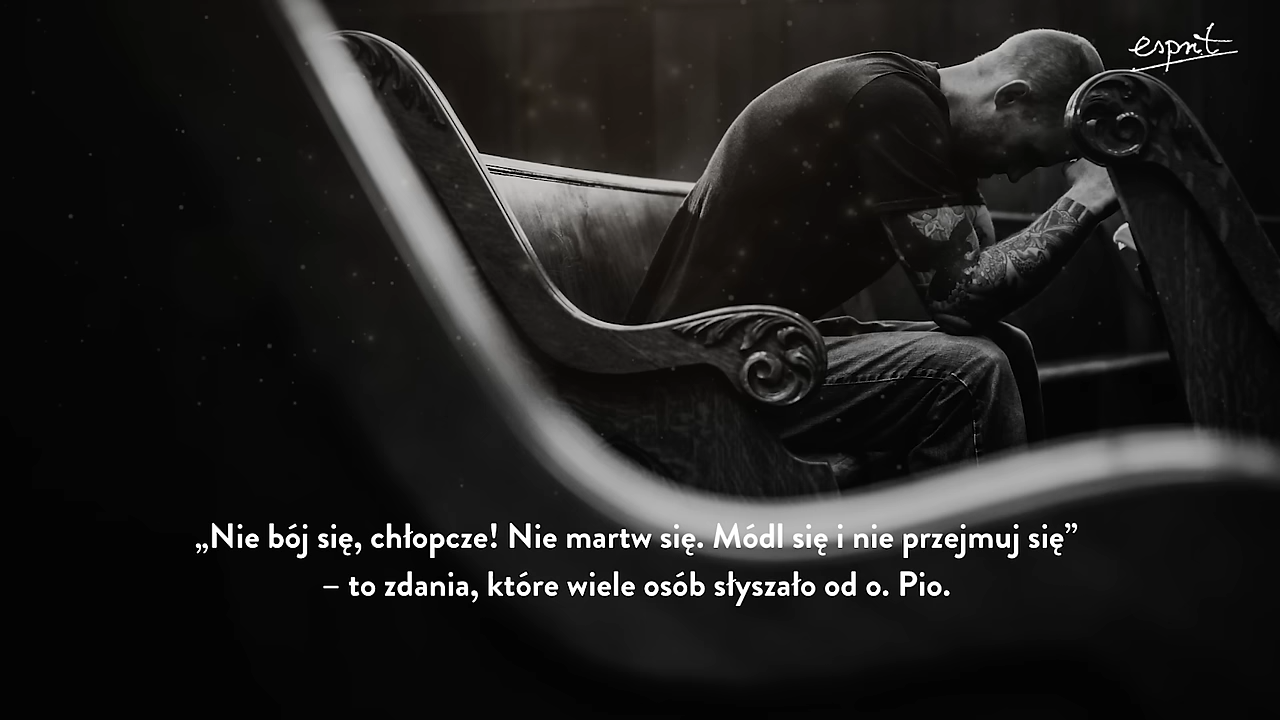 esprit
„Nie bój się, chłopcze! Nie martw się. Módl się i nie przejmuj się”
– to zdania, które wiele osób słyszało od o. Pio.